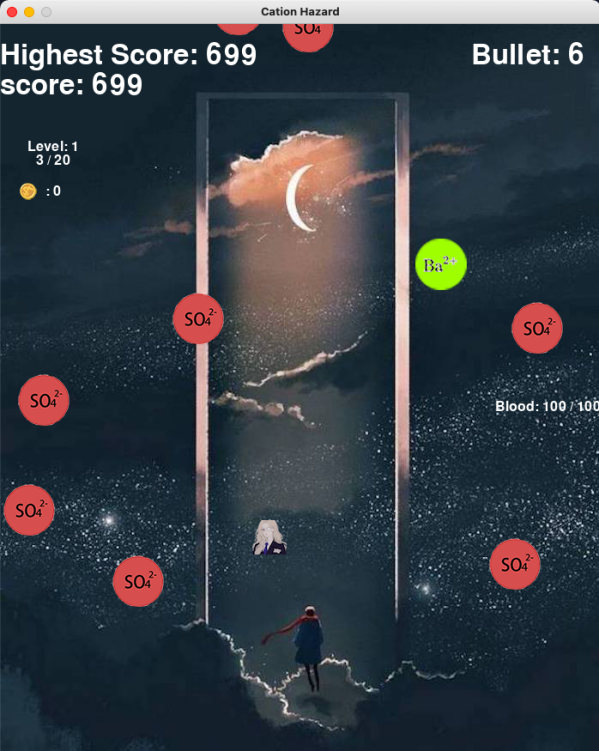 Cation Hazard
SO₄
Highest Score: 699
Bullet: 6
score: 699
Level: 1
3 / 20
: 0
Ba²⁺
SO₄²⁻
SO₄²⁻
SO₄²⁻
Blood: 100 / 100
SO₄²⁻
SO₄²⁻
SO₄²⁻